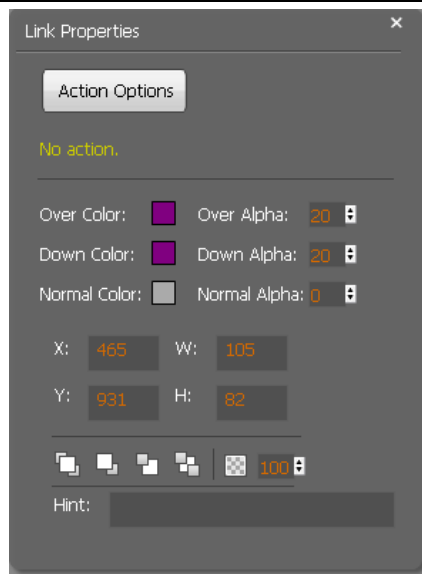 Link Properties
Action Options
No action.
Over Color: Over Alpha: 20
Down Color: Down Alpha: 20
Normal Color: Normal Alpha: 0
X: 465 W: 105
Y: 931 H: 82
100
Hint: